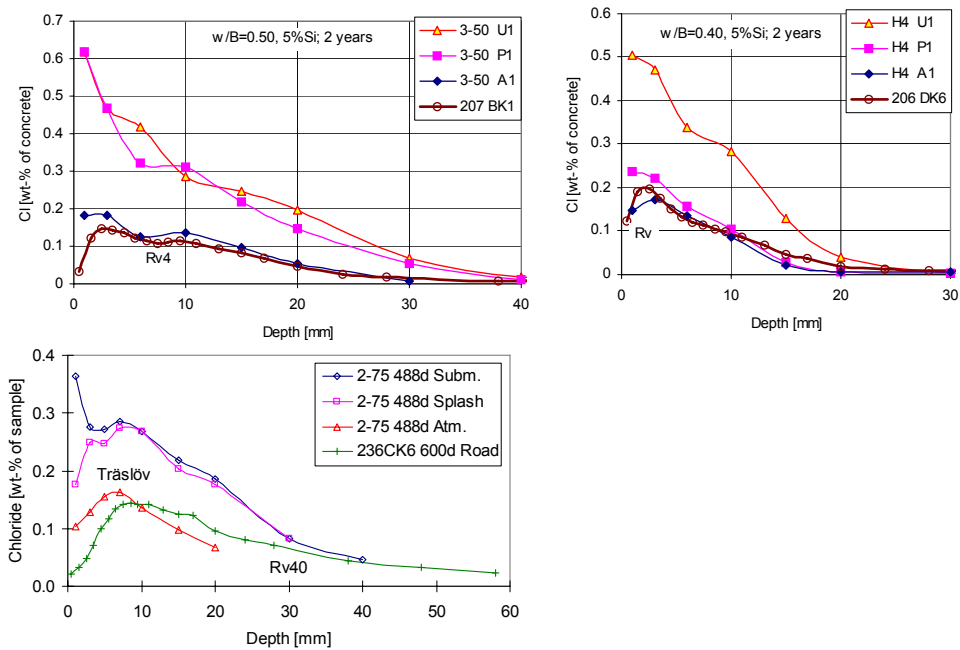 w/B=0.50, 5%Si; 2 years
3-50 U1
3-50 P1
3-50 A1
207 BK1
Cl [wt-% of concrete]
0.7
0.6
0.5
0.4
0.3
0.2
0.1
0
Rv4
0 10 20 30 40
Depth [mm]
w/B=0.40, 5%Si; 2 years
H4 U1
H4 P1
H4 A1
206 DK6
Cl [wt-% of concrete]
0.6
0.5
0.4
0.3
0.2
0.1
0
Rv
0 10 20 30
Depth [mm]
2-75 488d Subm.
2-75 488d Splash
2-75 488d Atm.
236CK6 600d Road
Chloride [wt-% of sample]
0.4
0.3
0.2
0.1
0.0
Träslöv
Rv40
0 10 20 30 40 50 60
Depth [mm]